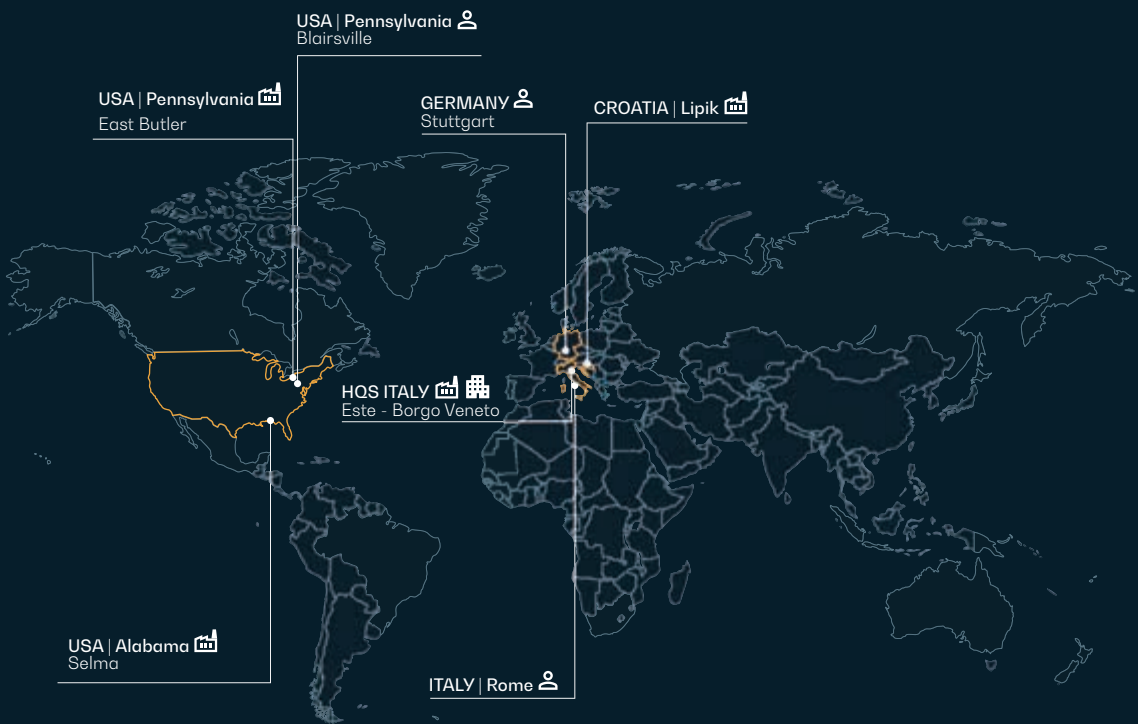 USA | Pennsylvania
Blairsville
USA | Pennsylvania
East Butler
GERMANY
Stuttgart
CROATIA | Lipik
HQS ITALY
Este - Borgo Veneto
USA | Alabama
Selma
ITALY | Rome